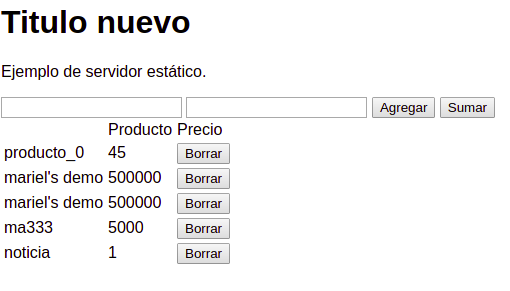 Titulo nuevo
Ejemplo de servidor estático.
Agregar Sumar
Producto Precio
producto_0 45 Borrar
mariel's demo 500000 Borrar
mariel's demo 500000 Borrar
ma333 5000 Borrar
noticia 1 Borrar